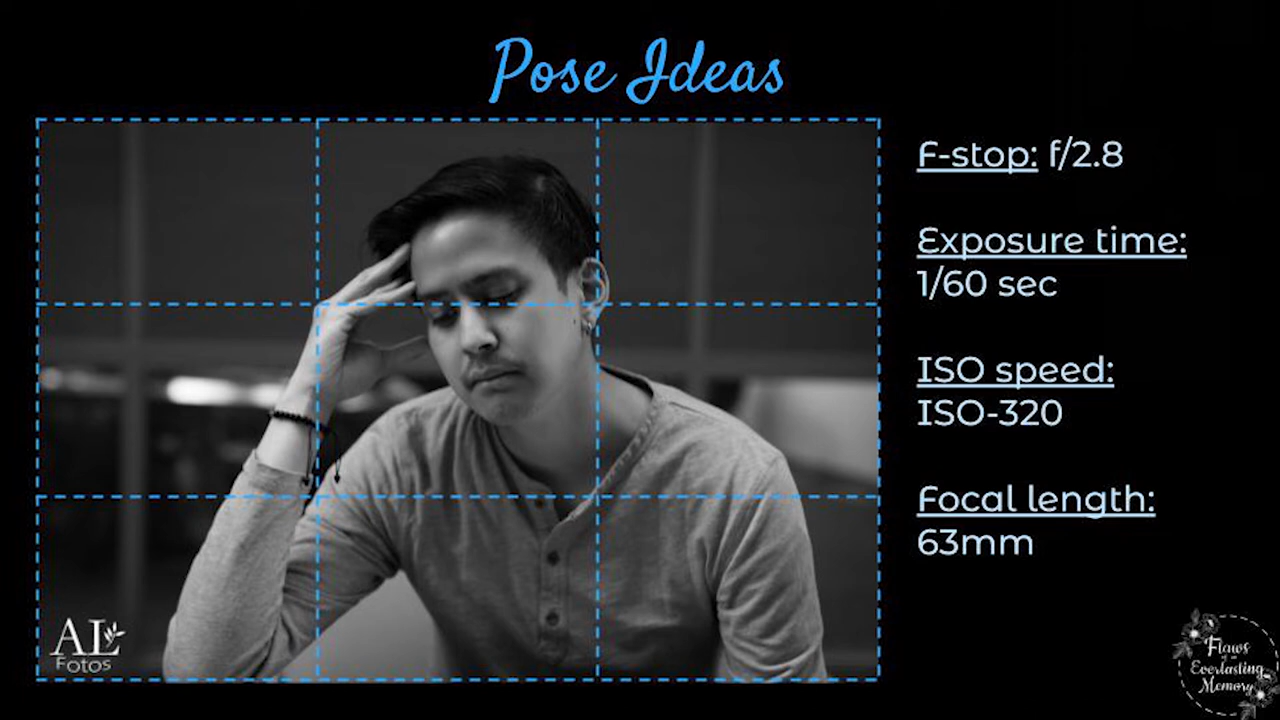 Pose Ideas
F-stop: f/2.8
Exposure time:
1/60 sec
ISO speed:
ISO-320
Focal length:
63mm
AL
Fotos
Flaws
Everlasting
Memory